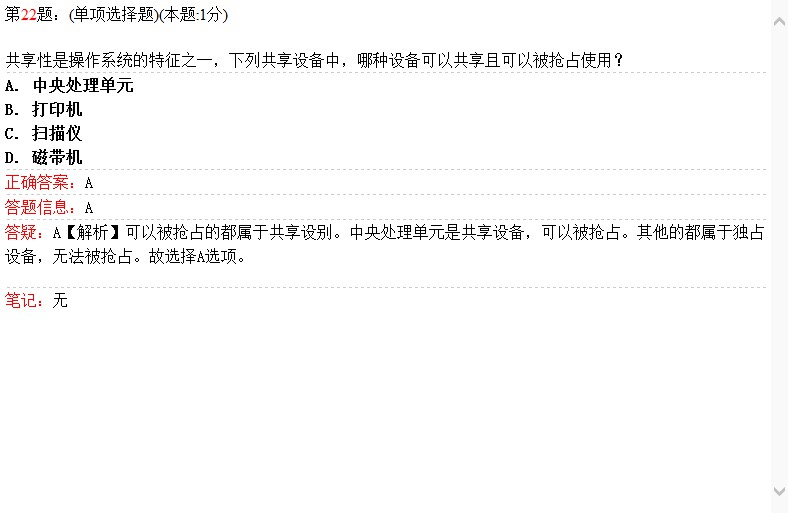 第22题：(单项选择题)(本题:1分)
共享性是操作系统的特征之一，下列共享设备中，哪种设备可以共享且可以被抢占使用？
A. 中央处理单元
B. 打印机
C. 扫描仪
D. 磁带机
正确答案：A
答题信息：A
答疑：A【解析】可以被抢占的都属于共享设别。中央处理单元是共享设备，可以被抢占。其他的都属于独占
设备，无法被抢占。故选择A选项。
笔记：无